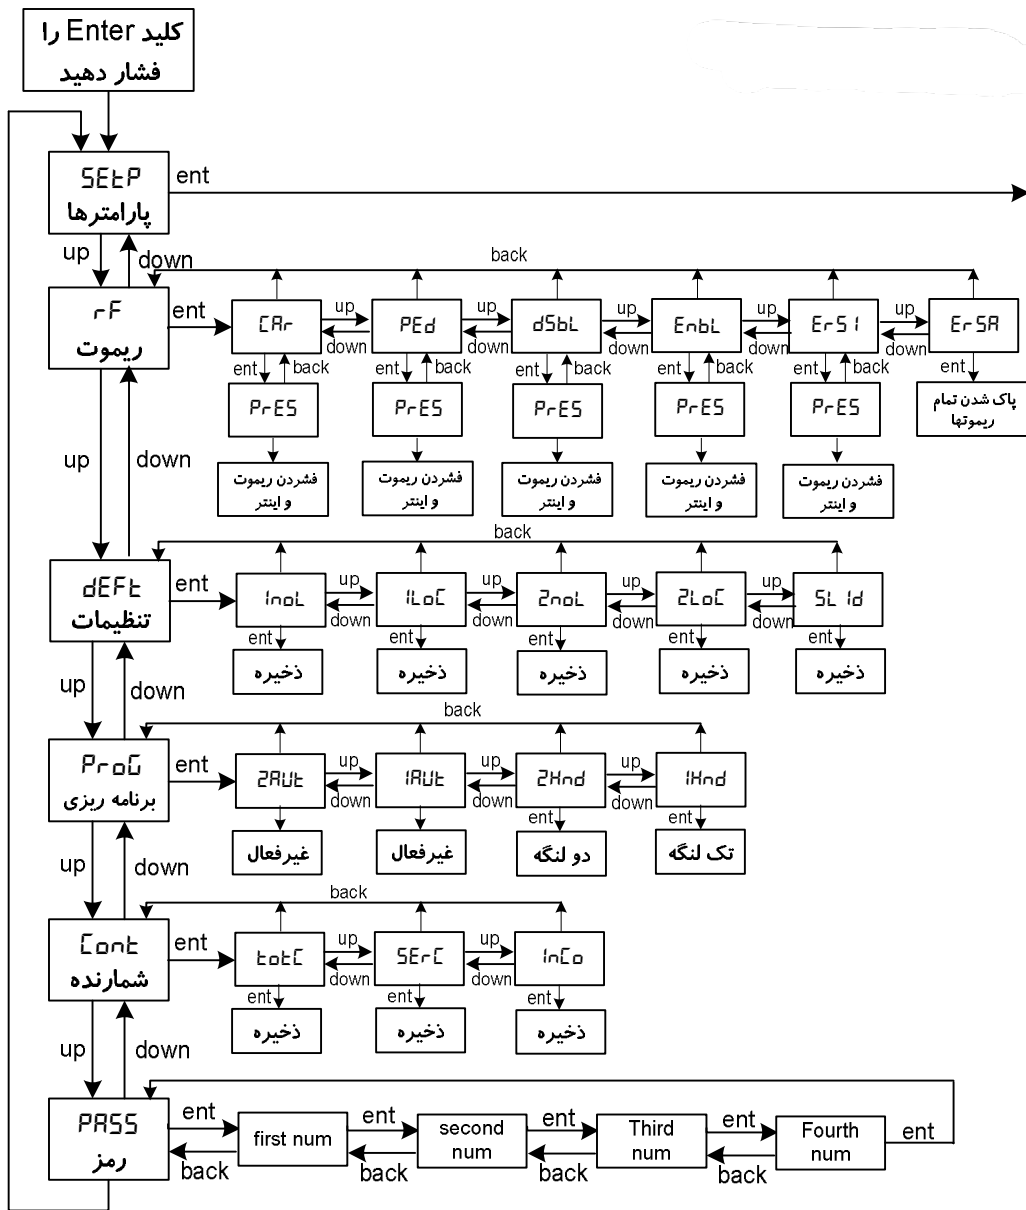 کلید Enter را
فشار دهید
SEtP
پارامترها
ent
up
down
back
rF
ریموت
ent
CAr
up
down
PEd
up
down
dSbL
up
down
EnbL
up
down
ErS1
up
down
ErSA
ent
back
ent
back
ent
back
ent
back
ent
back
ent
PrES
PrES
PrES
PrES
PrES
پاک شدن تمام
ریموتها
فشردن ریموت
و اینتر
فشردن ریموت
و اینتر
فشردن ریموت
و اینتر
فشردن ریموت
و اینتر
فشردن ریموت
و اینتر
up
down
back
dEFt
تنظیمات
ent
1noL
up
down
1LoC
up
down
2noL
up
down
2LoC
up
down
SL1d
ent
ent
ent
ent
ent
ذخیره
ذخیره
ذخیره
ذخیره
ذخیره
up
down
back
ProG
برنامه ریزی
ent
2AUt
up
down
1AUt
up
down
2Hnd
up
down
1Hnd
ent
ent
ent
ent
غیرفعال
غیرفعال
دو لنگه
تک لنگه
up
down
back
Cont
شمارنده
ent
totC
up
down
SErC
up
down
InCo
ent
ent
ent
ذخیره
ذخیره
ذخیره
up
down
PASS
رمز
ent
back
first num
ent
back
second
num
ent
back
Third
num
ent
back
Fourth
num
ent